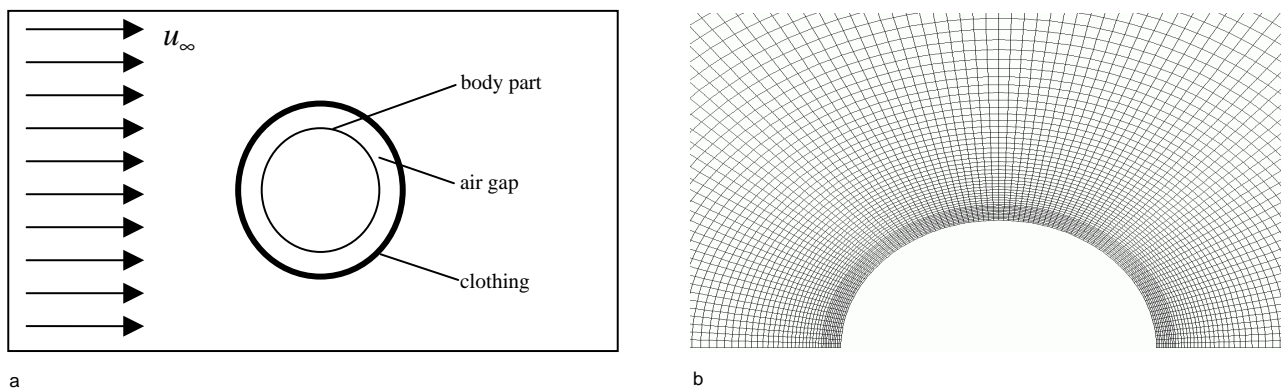 u∞
body part
air gap
clothing
a
b